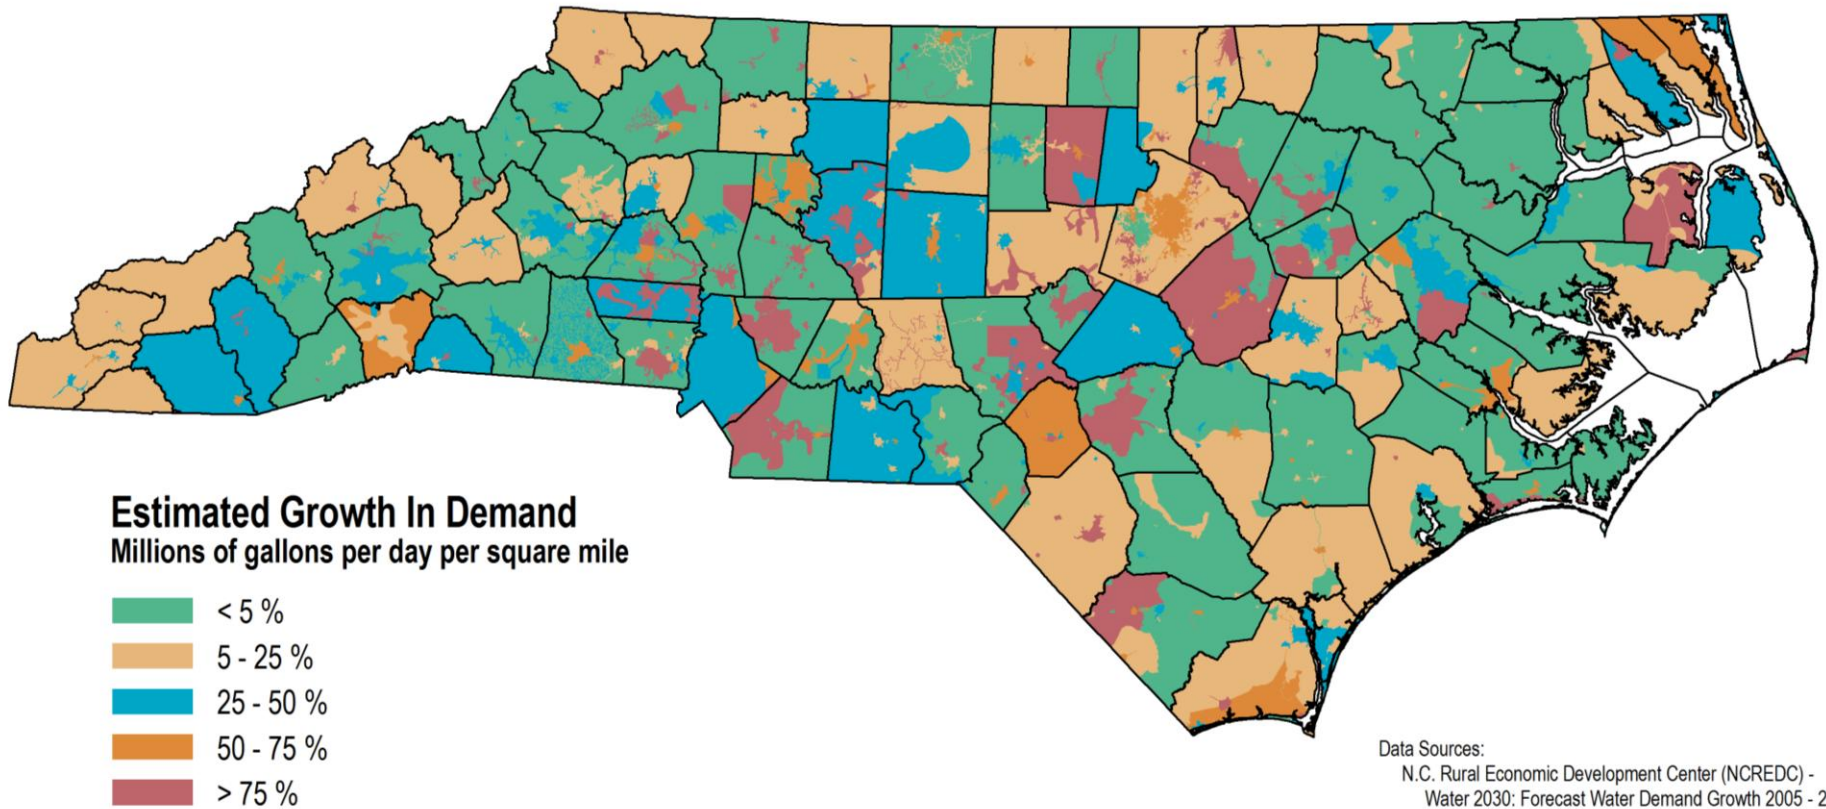 Estimated Growth In Demand
Millions of gallons per day per square mile
< 5 %
5 - 25 %
25 - 50 %
50 - 75 %
> 75 %
Data Sources:
N.C. Rural Economic Development Center (NCREDC) -
Water 2030: Forecast Water Demand Growth 2005 - 2